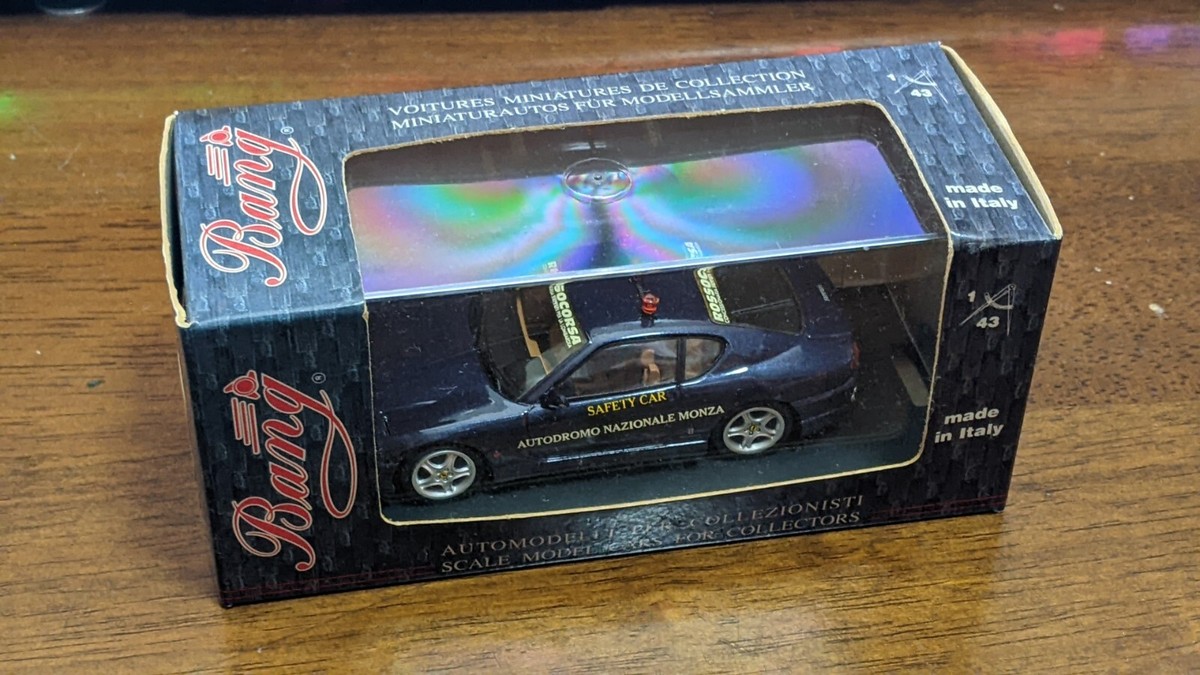 VOITURES MINIATURES DE COLLECTION
MINIATURAUTOS FÜR MODELLSAMMLER
1
43
Bang®
made
in Italy
ROSSOCORSA
SAFETY CAR
AUTODROMO NAZIONALE MONZA
1
43
Bang®
made
in Italy
AUTOMODELLI PER COLLEZIONISTI
SCALE MODEL CARS FOR COLLECTORS